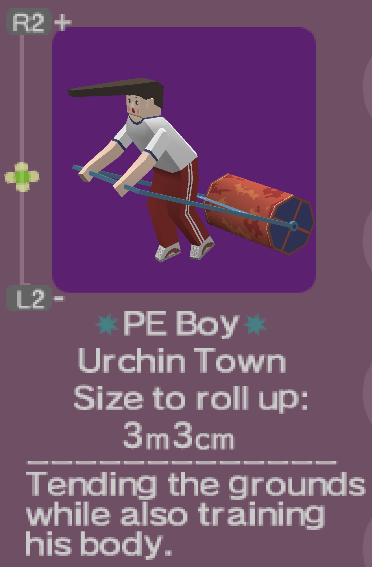 R2 +
L2 -
PE Boy
Urchin Town
Size to roll up:
3m3cm
Tending the grounds
while also training
his body.